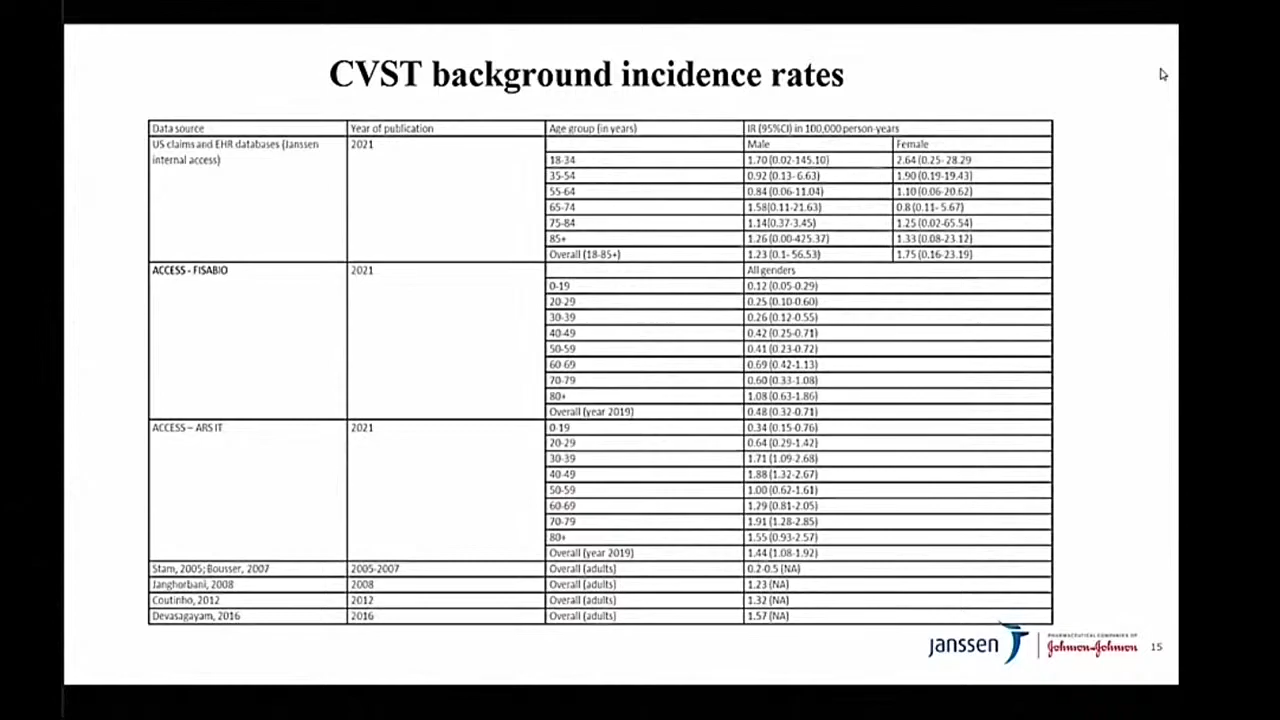 CVST background incidence rates
Data source Year of publication Age group (in years) IR (95%CI) in 100,000 person-years
US claims and EHR databases (Janssen internal access) 2021 Male Female
18-34 1.70 (0.02-145.10) 2.64 (0.25- 28.29
35-54 0.92 (0.13- 6.63) 1.90 (0.19-19.43)
55-64 0.84 (0.06-11.04) 1.10 (0.06-20.62)
65-74 1.58(0.11-21.63) 0.8 (0.11- 5.67)
75-84 1.14(0.37-3.45) 1.25 (0.02-65.54)
85+ 1.26 (0.00-425.37) 1.33 (0.08-23.12)
Overall (18-85+) 1.23 (0.1- 56.53) 1.75 (0.16-23.19)
ACCESS - FISABIO 2021 All genders
0-19 0.12 (0.05-0.29)
20-29 0.25 (0.10-0.60)
30-39 0.26 (0.12-0.55)
40-49 0.42 (0.25-0.71)
50-59 0.41 (0.23-0.72)
60-69 0.69 (0.42-1.13)
70-79 0.60 (0.33-1.08)
80+ 1.08 (0.63-1.86)
Overall (year 2019) 0.48 (0.32-0.71)
ACCESS – ARS IT 2021 0-19 0.34 (0.15-0.76)
20-29 0.64 (0.29-1.42)
30-39 1.71 (1.09-2.68)
40-49 1.88 (1.32-2.67)
50-59 1.00 (0.62-1.61)
60-69 1.29 (0.81-2.05)
70-79 1.91 (1.28-2.85)
80+ 1.55 (0.93-2.57)
Overall (year 2019) 1.44 (1.08-1.92)
Stam, 2005; Bousser, 2007 2005-2007 Overall (adults) 0.2-0.5 (NA)
Janghorbani, 2008 2008 Overall (adults) 1.23 (NA)
Coutinho, 2012 2012 Overall (adults) 1.32 (NA)
Devasagayam, 2016 2016 Overall (adults) 1.57 (NA)
janssen
PHARMACEUTICAL COMPANIES OF
Johnson&Johnson
15